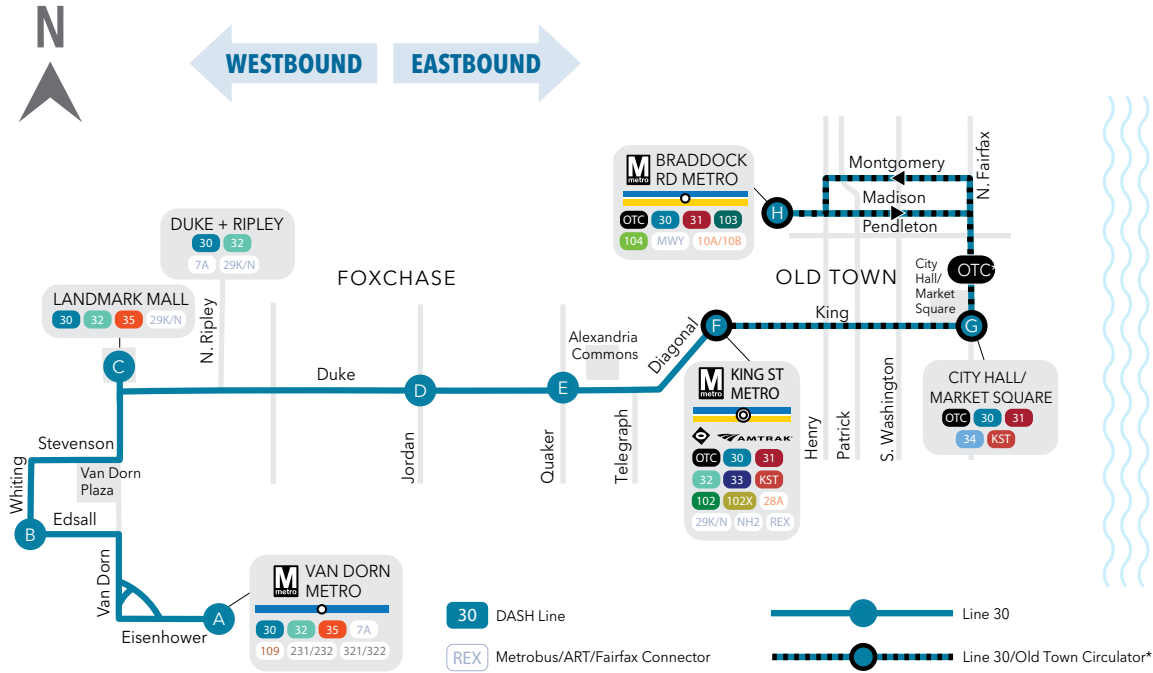 N
WESTBOUND
EASTBOUND
BRADDOCK
RD METRO
M
metro
OTC 30 31 103
104 MWY 10A/10B
H
Montgomery
Madison
Pendleton
N. Fairfax
DUKE + RIPLEY
30 32
7A 29K/N
FOXCHASE
OLD TOWN
City
Hall/
Market
Square
OTC*
LANDMARK MALL
30 32 35 29K/N
N. Ripley
C
King
F
G
Diagonal
Alexandria
Commons
Duke
D
E
M
metro
KING ST
METRO
AMTRAK
OTC 30 31
32 33 KST
102 102X 28A
29K/N NH2 REX
CITY HALL/
MARKET SQUARE
OTC 30 31
34 KST
Henry
Patrick
S. Washington
Jordan
Quaker
Telegraph
Stevenson
Whiting
Van Dorn
Plaza
B
Edsall
Van Dorn
A
Eisenhower
M
metro
VAN DORN
METRO
30 32 35 7A
109 231/232 321/322
30 DASH Line
REX Metrobus/ART/Fairfax Connector
Line 30
Line 30/Old Town Circulator*